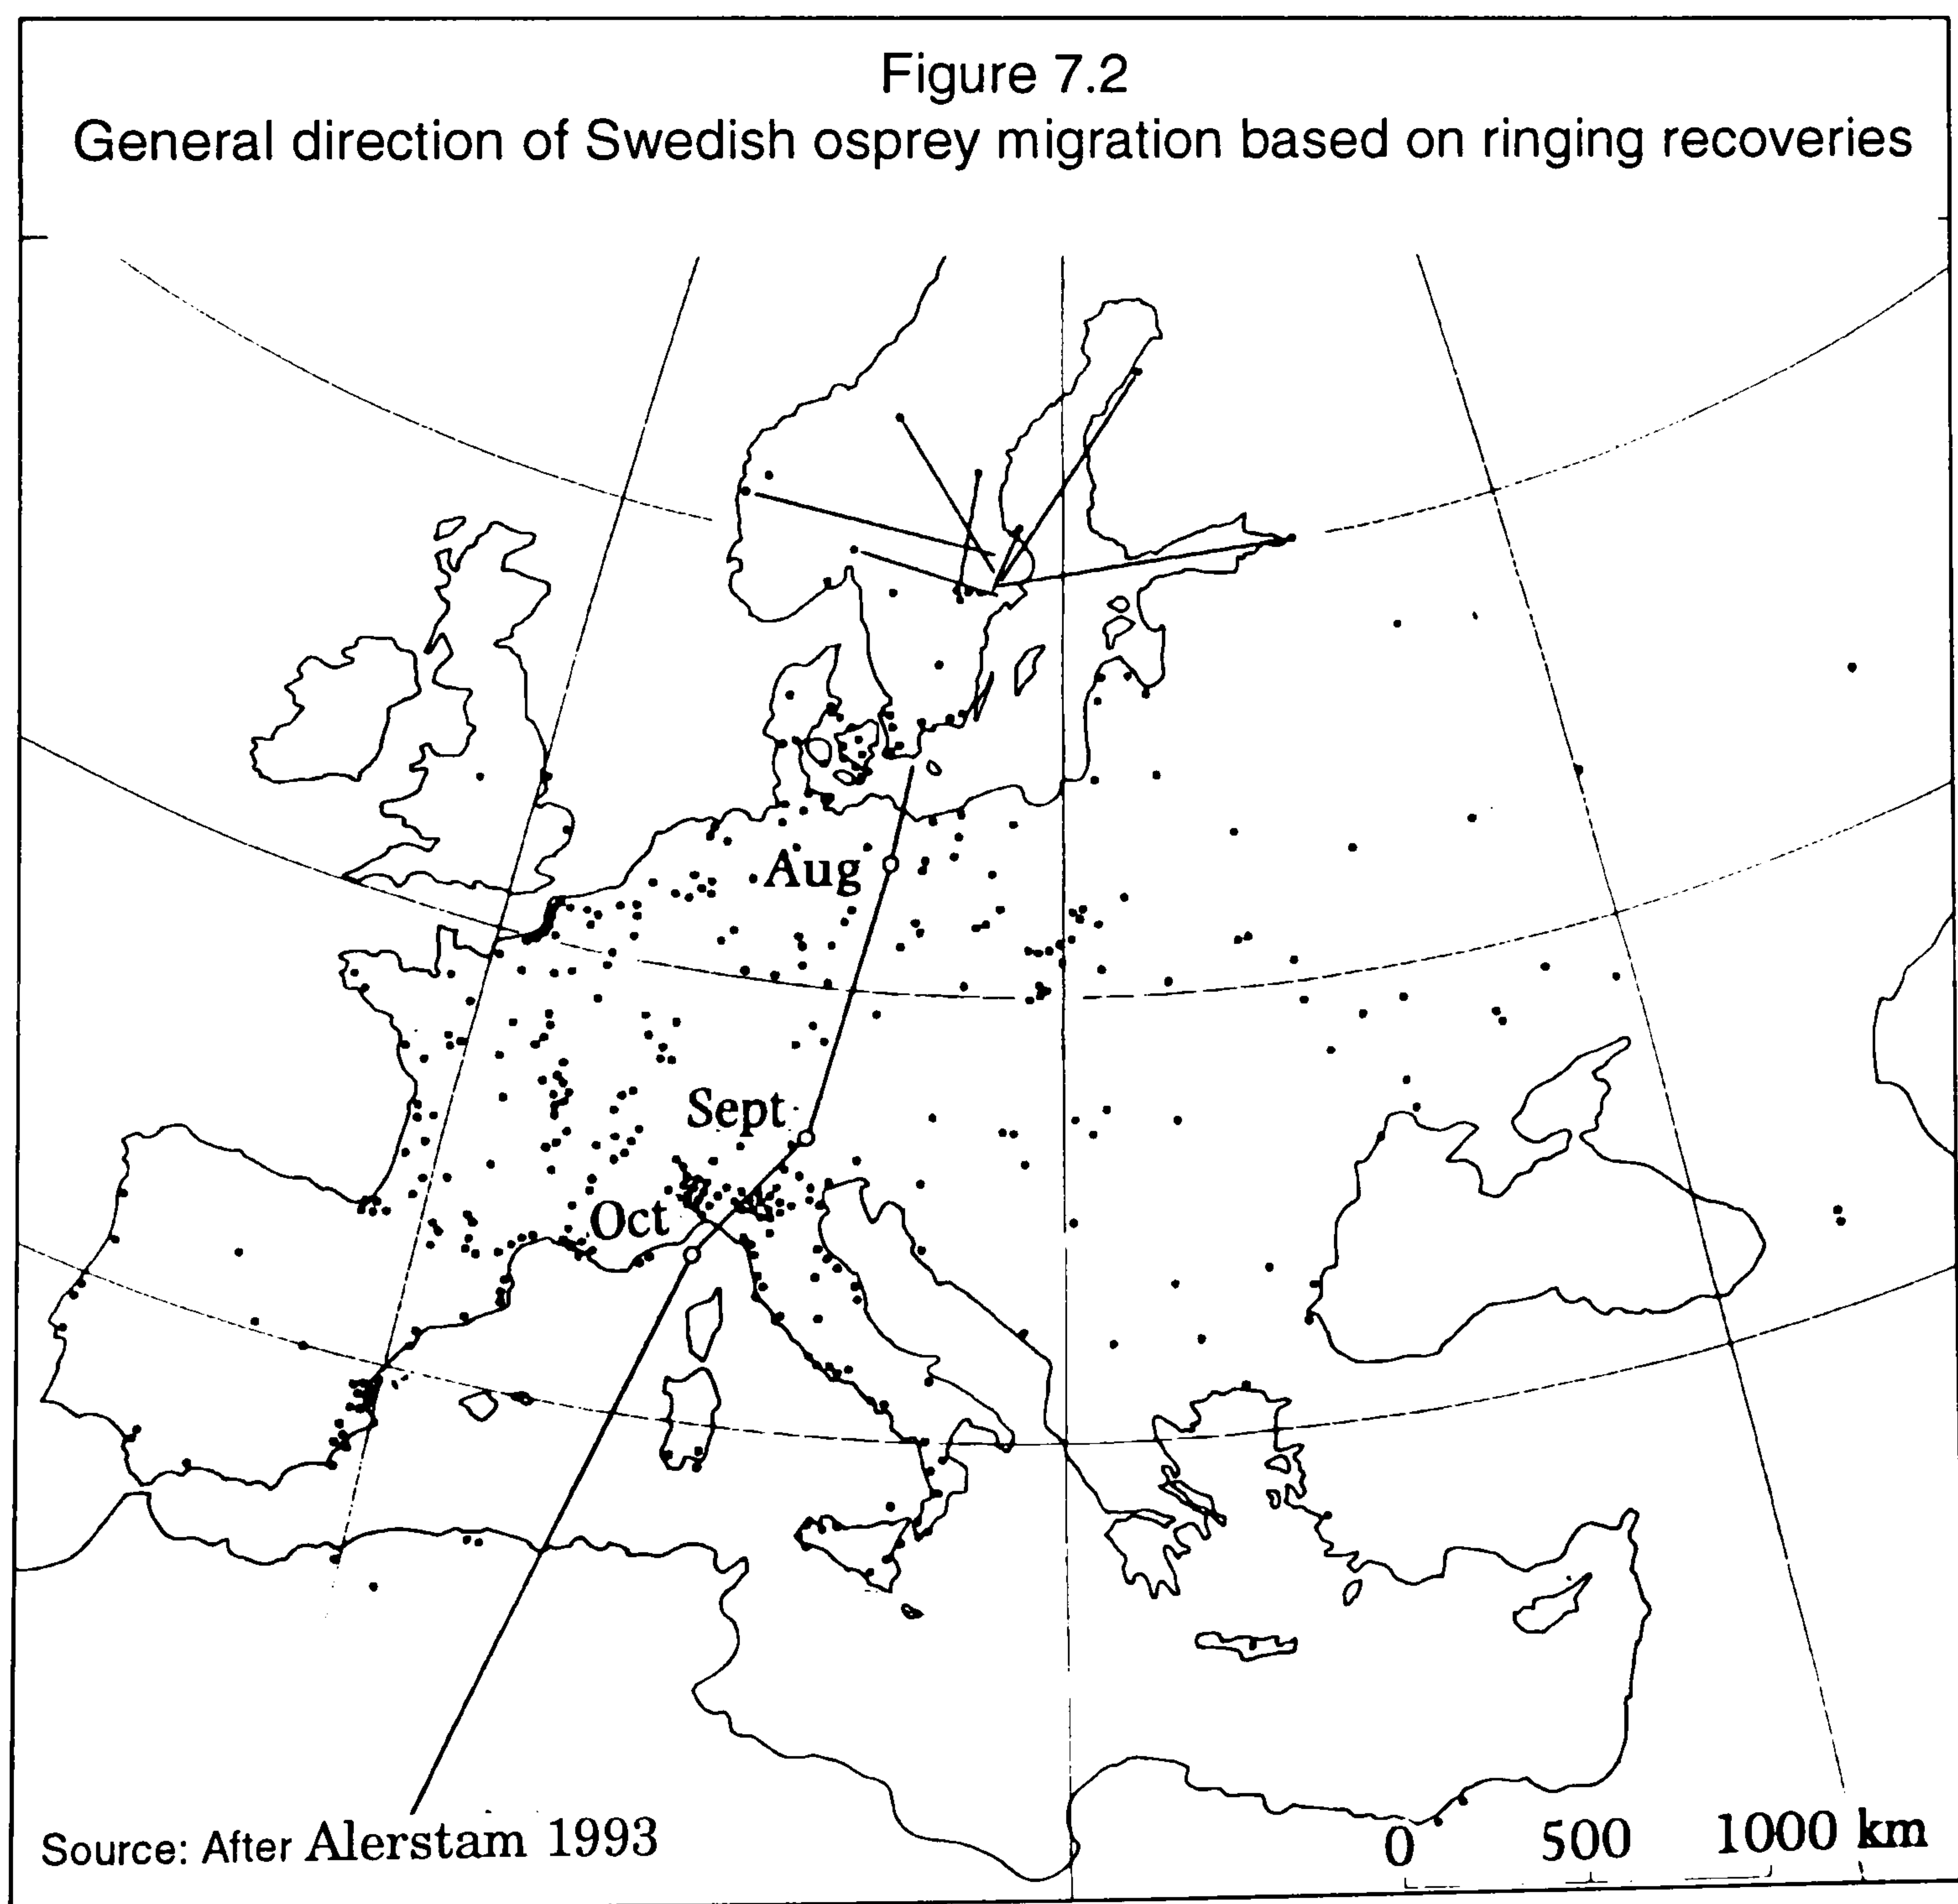 Figure 7.2
General direction of Swedish osprey migration based on ringing recoveries
Aug
Sept
Oct
Source: After Alerstam 1993
0 500 1000 km